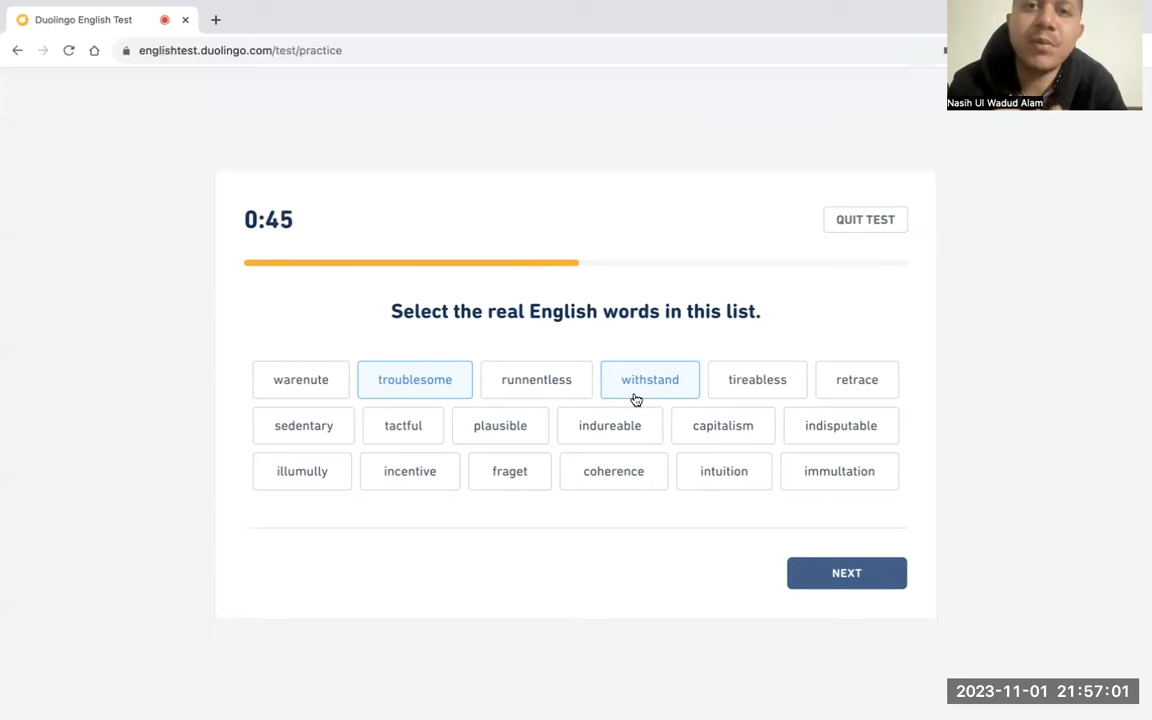 Duolingo English Test
englishtest.duolingo.com/test/practice
Nasih Ul Wadud Alam
0:45
QUIT TEST
Select the real English words in this list.
warenute troublesome runnentless withstand tireabless retrace
sedentary tactful plausible indureable capitalism indisputable
illumully incentive fraget coherence intuition immultation
NEXT
2023-11-01 21:57:01